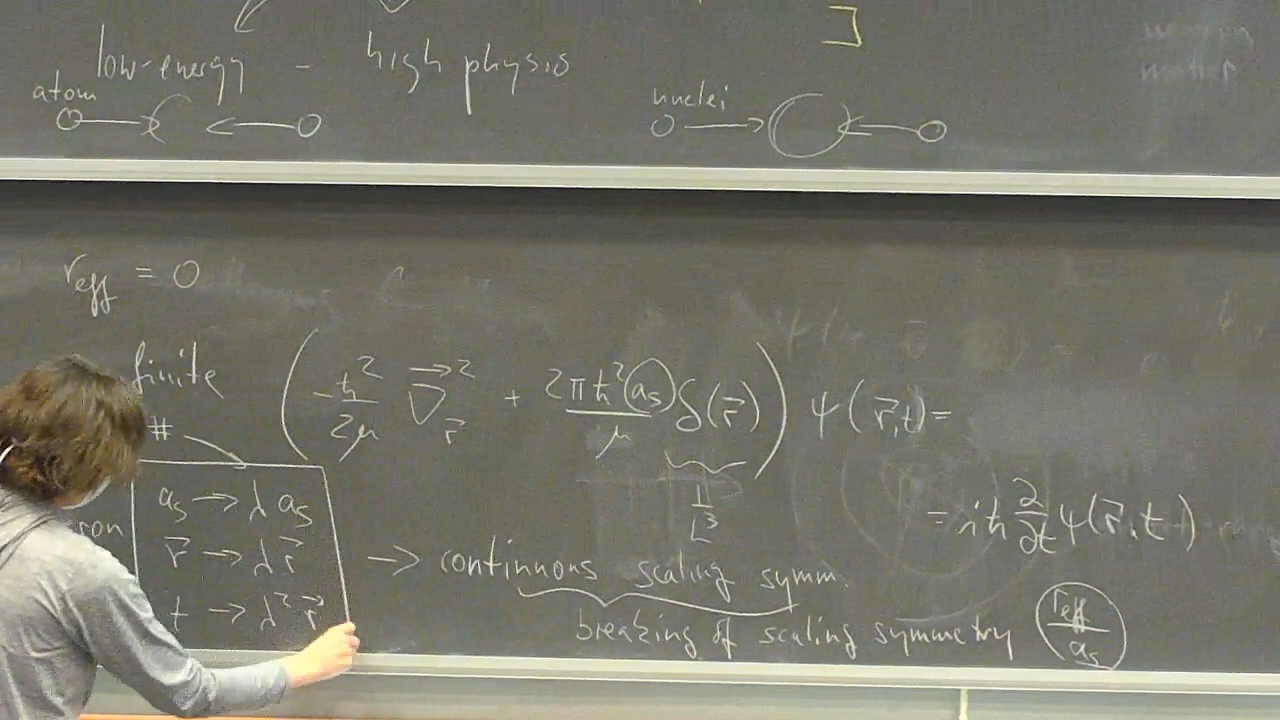 low-energy - high physis
atom
nuclei
r_eff = 0
finite
#
( -ħ²/2μ ∇⃗²_r⃗ + 2πħ² a_s/μ δ(r⃗) ) ψ(r⃗,t) =
1/L³
= iħ ∂/∂t ψ(r⃗,t)
a_s → λ a_s
r⃗ → λ r⃗
t → λ² r⃗
→ continuous scaling symm.
breaking of scaling symmetry r_eff/a_s